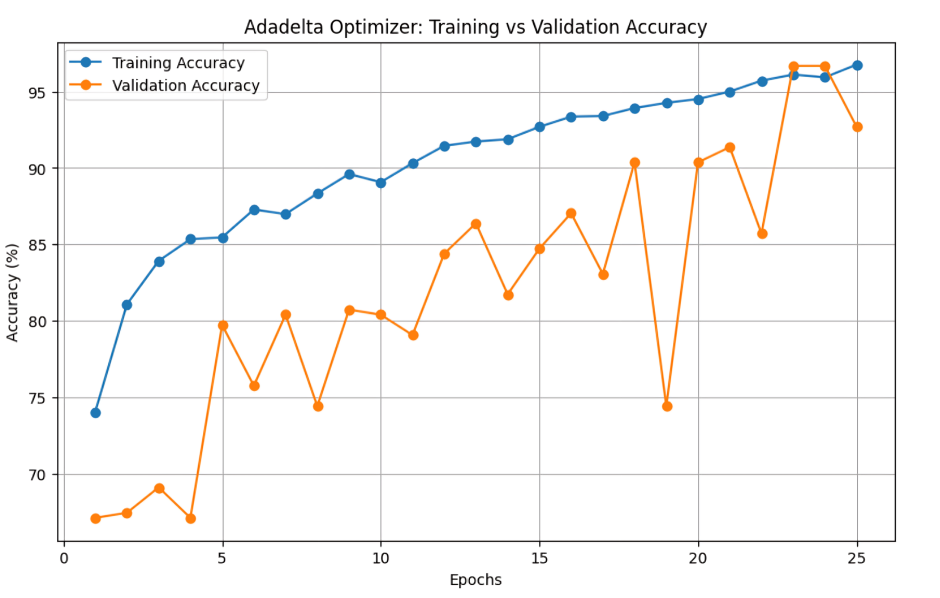 Adadelta Optimizer: Training vs Validation Accuracy
Training Accuracy
Validation Accuracy
Accuracy (%)
95
90
85
80
75
70
0 5 10 15 20 25
Epochs